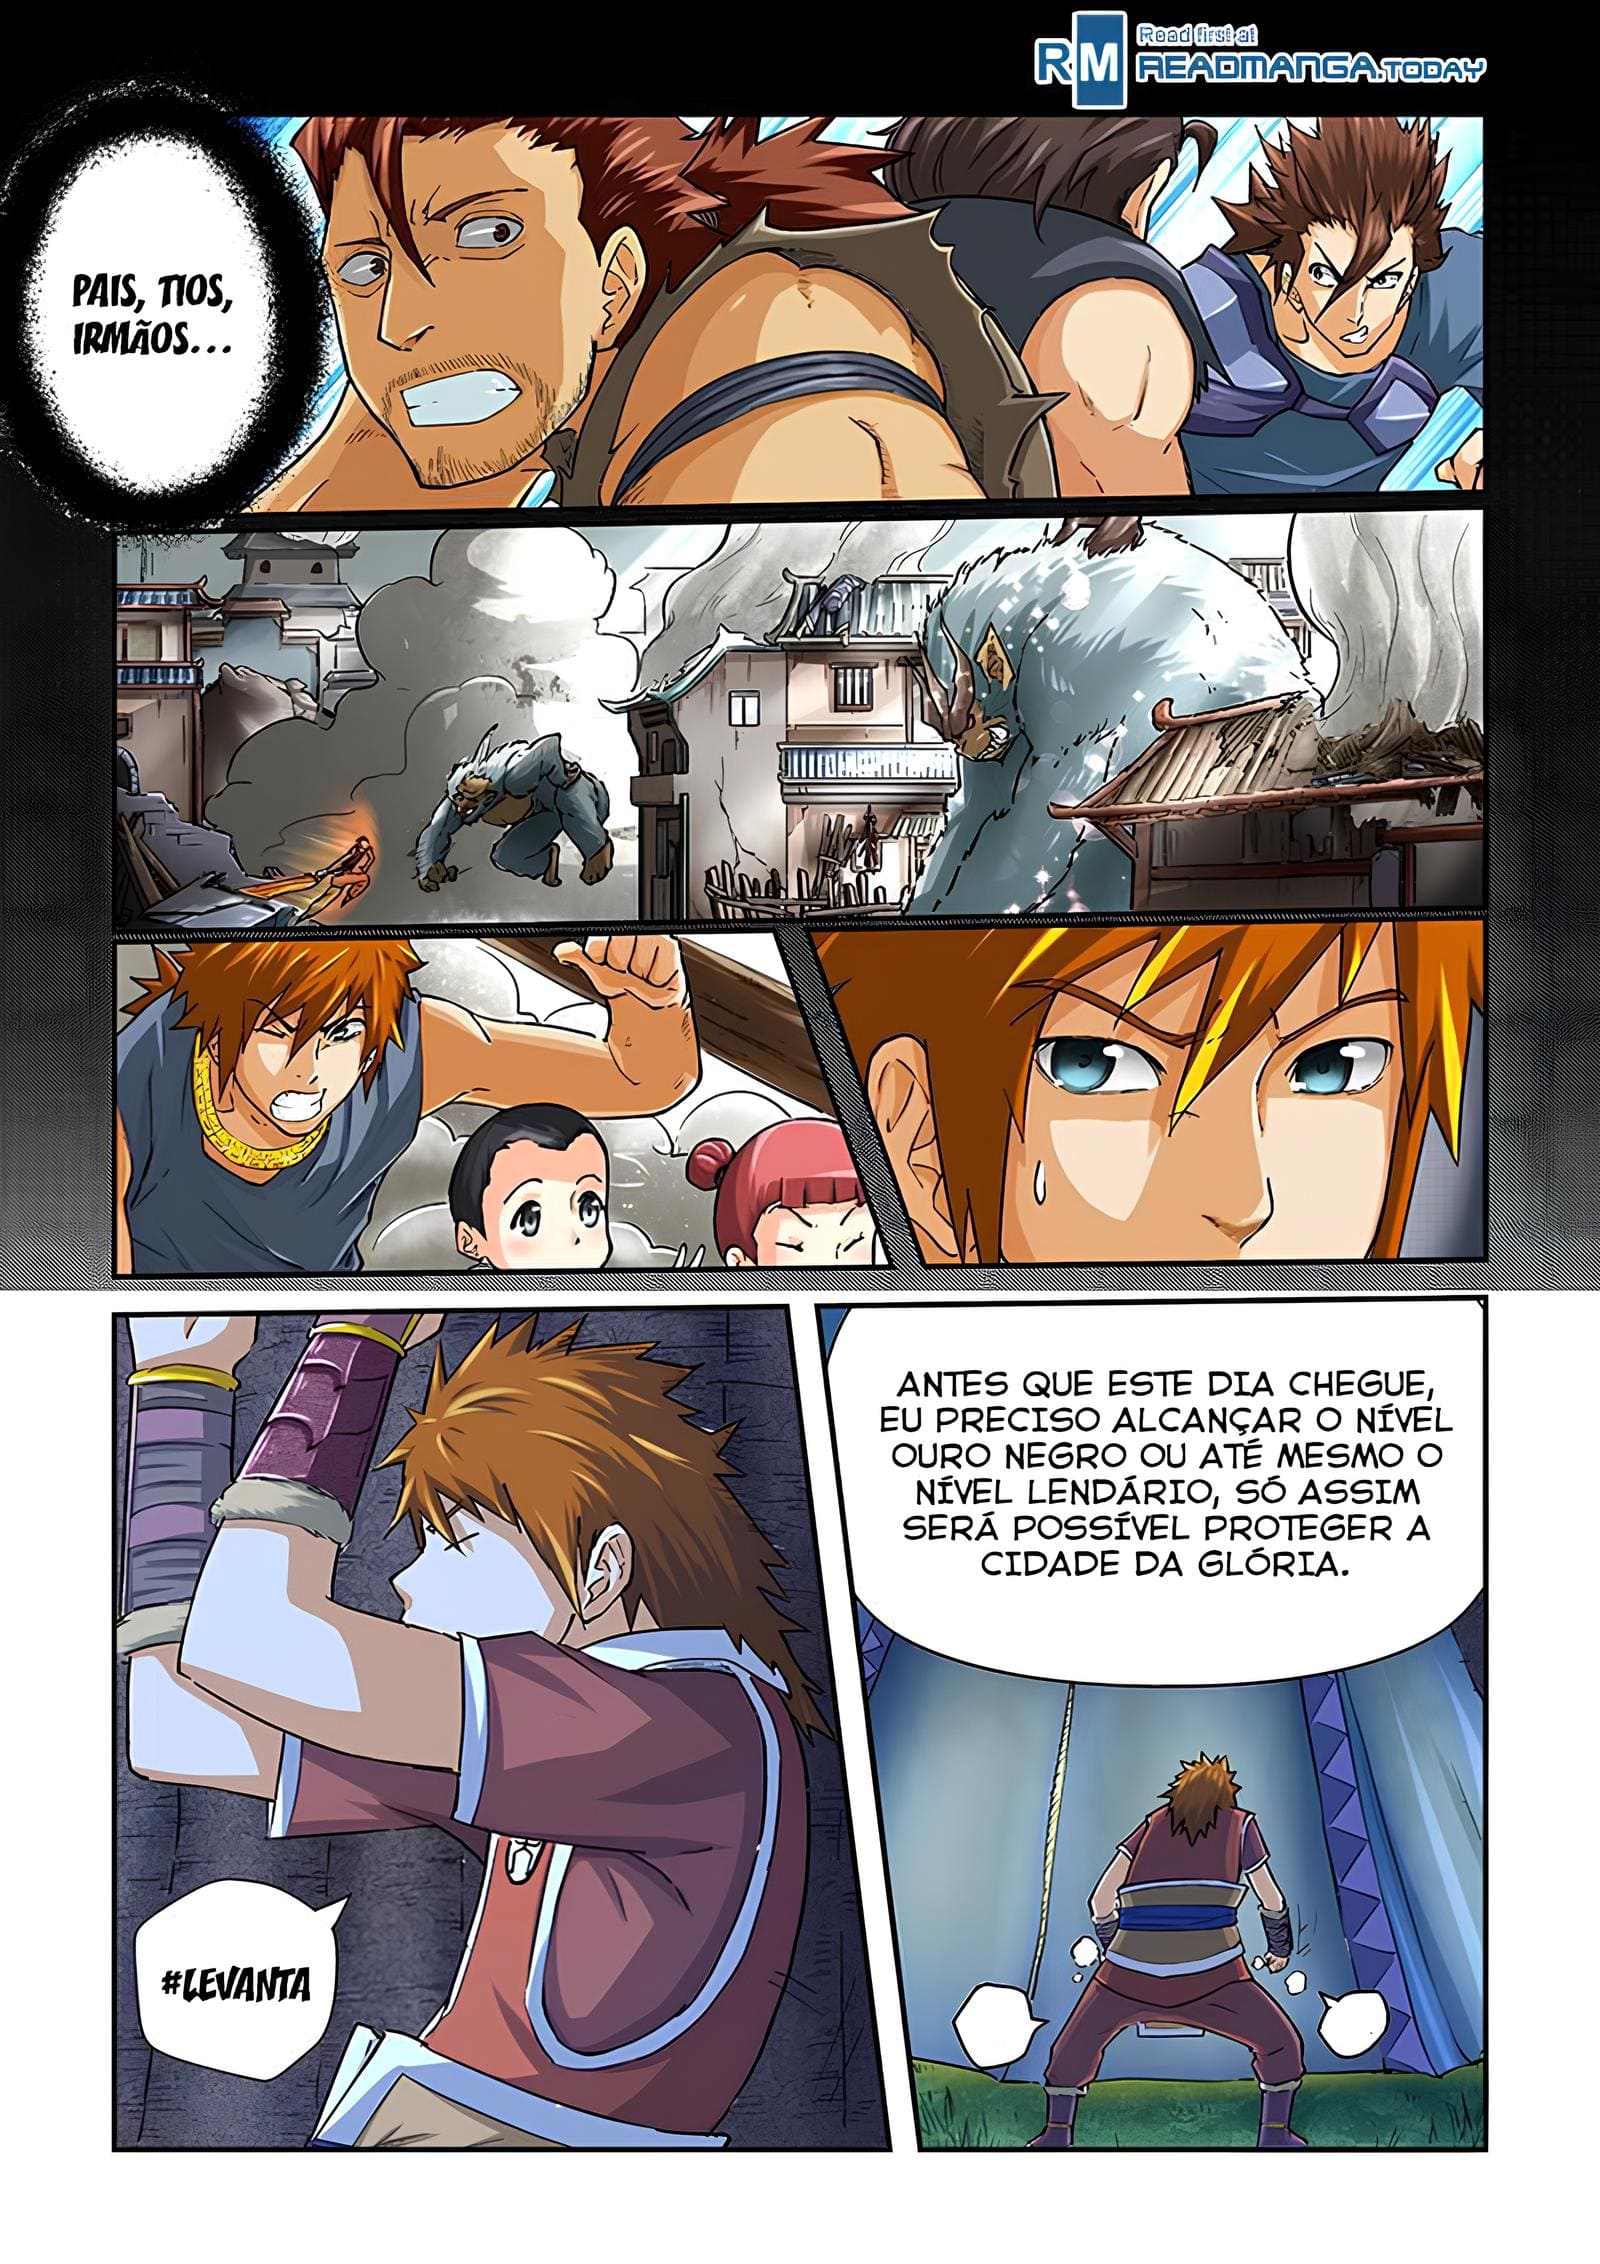 RM Read first at
READMANGA.TODAY
PAIS, TIOS,
IRMÃOS...
ANTES QUE ESTE DIA CHEGUE,
EU PRECISO ALCANÇAR O NÍVEL
OURO NEGRO OU ATÉ MESMO O
NÍVEL LENDÁRIO, SÓ ASSIM
SERÁ POSSÍVEL PROTEGER A
CIDADE DA GLÓRIA.
#LEVANTA